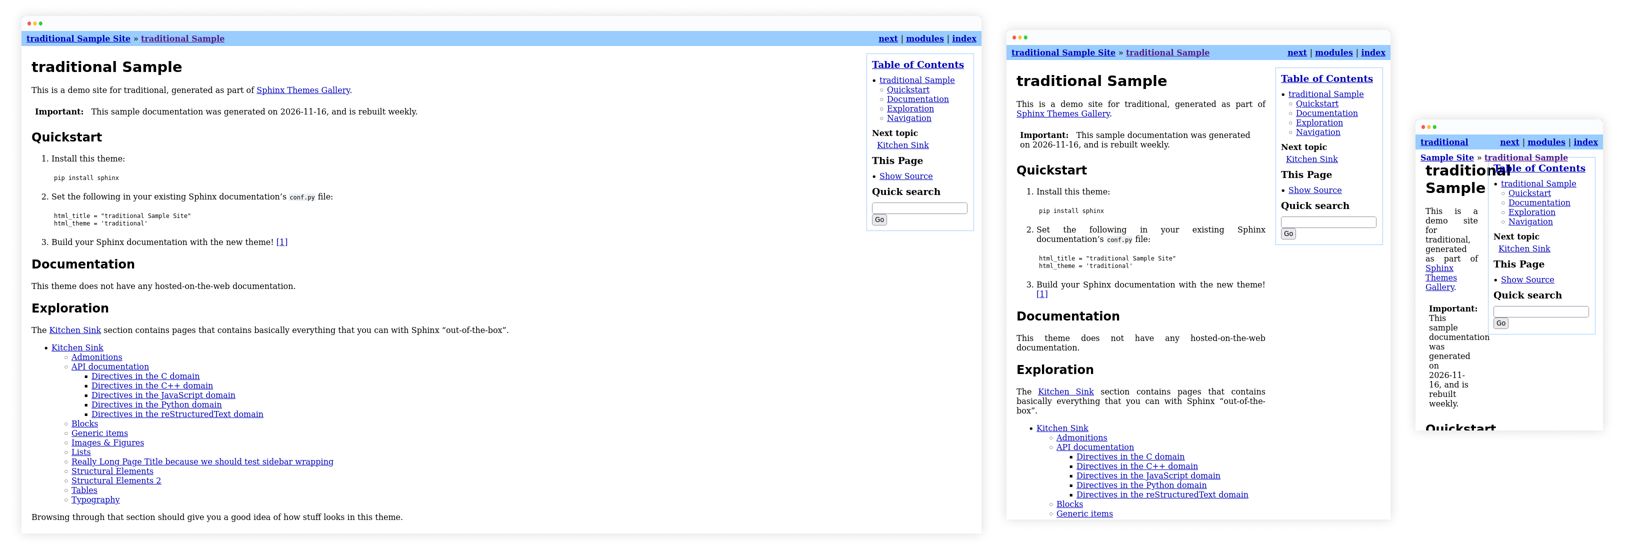 traditional Sample Site » traditional Sample
next | modules | index
traditional Sample
This is a demo site for traditional, generated as part of Sphinx Themes Gallery.
Important: This sample documentation was generated on 2026-11-16, and is rebuilt weekly.
Quickstart
1. Install this theme:
pip install sphinx
2. Set the following in your existing Sphinx documentation’s conf.py file:
html_title = "traditional Sample Site"
html_theme = 'traditional'
3. Build your Sphinx documentation with the new theme! [1]
Documentation
This theme does not have any hosted-on-the-web documentation.
Exploration
The Kitchen Sink section contains pages that contains basically everything that you can with Sphinx “out-of-the-box”.
Kitchen Sink
Admonitions
API documentation
Directives in the C domain
Directives in the C++ domain
Directives in the JavaScript domain
Directives in the Python domain
Directives in the reStructuredText domain
Blocks
Generic items
Images & Figures
Lists
Really Long Page Title because we should test sidebar wrapping
Structural Elements
Structural Elements 2
Tables
Typography
Browsing through that section should give you a good idea of how stuff looks in this theme.
Table of Contents
traditional Sample
Quickstart
Documentation
Exploration
Navigation
Next topic
Kitchen Sink
This Page
Show Source
Quick search
Go
traditional Sample Site » traditional Sample
next | modules | index
traditional Sample
This is a demo site for traditional, generated as part of
Sphinx Themes Gallery.
Important: This sample documentation was generated
on 2026-11-16, and is rebuilt weekly.
Quickstart
1. Install this theme:
pip install sphinx
2. Set the following in your existing Sphinx
documentation’s conf.py file:
html_title = "traditional Sample Site"
html_theme = 'traditional'
3. Build your Sphinx documentation with the new theme!
[1]
Documentation
This theme does not have any hosted-on-the-web
documentation.
Exploration
The Kitchen Sink section contains pages that contains
basically everything that you can with Sphinx “out-of-the-
box”.
Kitchen Sink
Admonitions
API documentation
Directives in the C domain
Directives in the C++ domain
Directives in the JavaScript domain
Directives in the Python domain
Directives in the reStructuredText domain
Blocks
Generic items
Table of Contents
traditional Sample
Quickstart
Documentation
Exploration
Navigation
Next topic
Kitchen Sink
This Page
Show Source
Quick search
Go
traditional
next | modules | index
Sample Site » traditional Sample
traditional
Sample
This is a
demo site
for
traditional,
generated
as part of
Sphinx
Themes
Gallery.
Important:
This
sample
documentation
was
generated
on
2026-11-
16, and is
rebuilt
weekly.
Quickstart
Table of Contents
traditional Sample
Quickstart
Documentation
Exploration
Navigation
Next topic
Kitchen Sink
This Page
Show Source
Quick search
Go